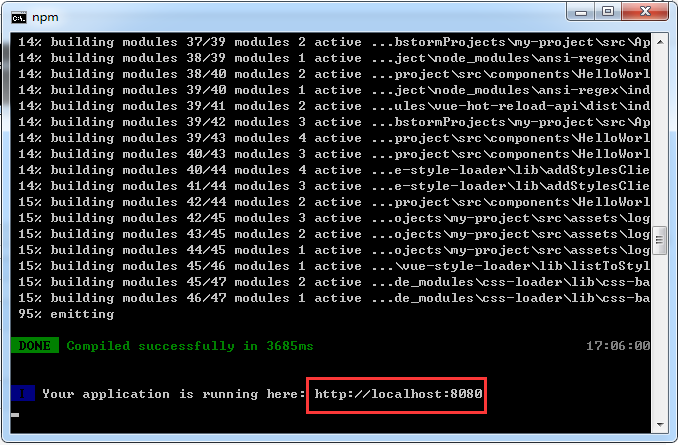 npm
14% building modules 37/39 modules 2 active ...bstormProjects\my-project\src\Ap
14% building modules 38/39 modules 1 active ...ject\node_modules\ansi-regex\ind
14% building modules 38/40 modules 2 active ...project\src\components\HelloWorl
14% building modules 39/40 modules 1 active ...ject\node_modules\ansi-regex\ind
14% building modules 39/41 modules 2 active ...ules\vue-hot-reload-api\dist\ind
14% building modules 39/42 modules 3 active ...bstormProjects\my-project\src\Ap
14% building modules 39/43 modules 4 active ...project\src\components\HelloWorl
14% building modules 40/43 modules 3 active ...project\src\components\HelloWorl
14% building modules 40/44 modules 4 active ...e-style-loader\lib\addStylesClie
14% building modules 41/44 modules 3 active ...e-style-loader\lib\addStylesClie
15% building modules 42/44 modules 2 active ...project\src\components\HelloWorl
15% building modules 42/45 modules 3 active ...ojects\my-project\src\assets\log
15% building modules 43/45 modules 2 active ...ojects\my-project\src\assets\log
15% building modules 44/45 modules 1 active ...ojects\my-project\src\assets\log
15% building modules 45/46 modules 1 active ...\vue-style-loader\lib\listToStyl
15% building modules 45/47 modules 2 active ...de_modules\css-loader\lib\css-ba
15% building modules 46/47 modules 1 active ...de_modules\css-loader\lib\css-ba
95% emitting
DONE Compiled successfully in 3685ms 17:06:00
I Your application is running here: http://localhost:8080